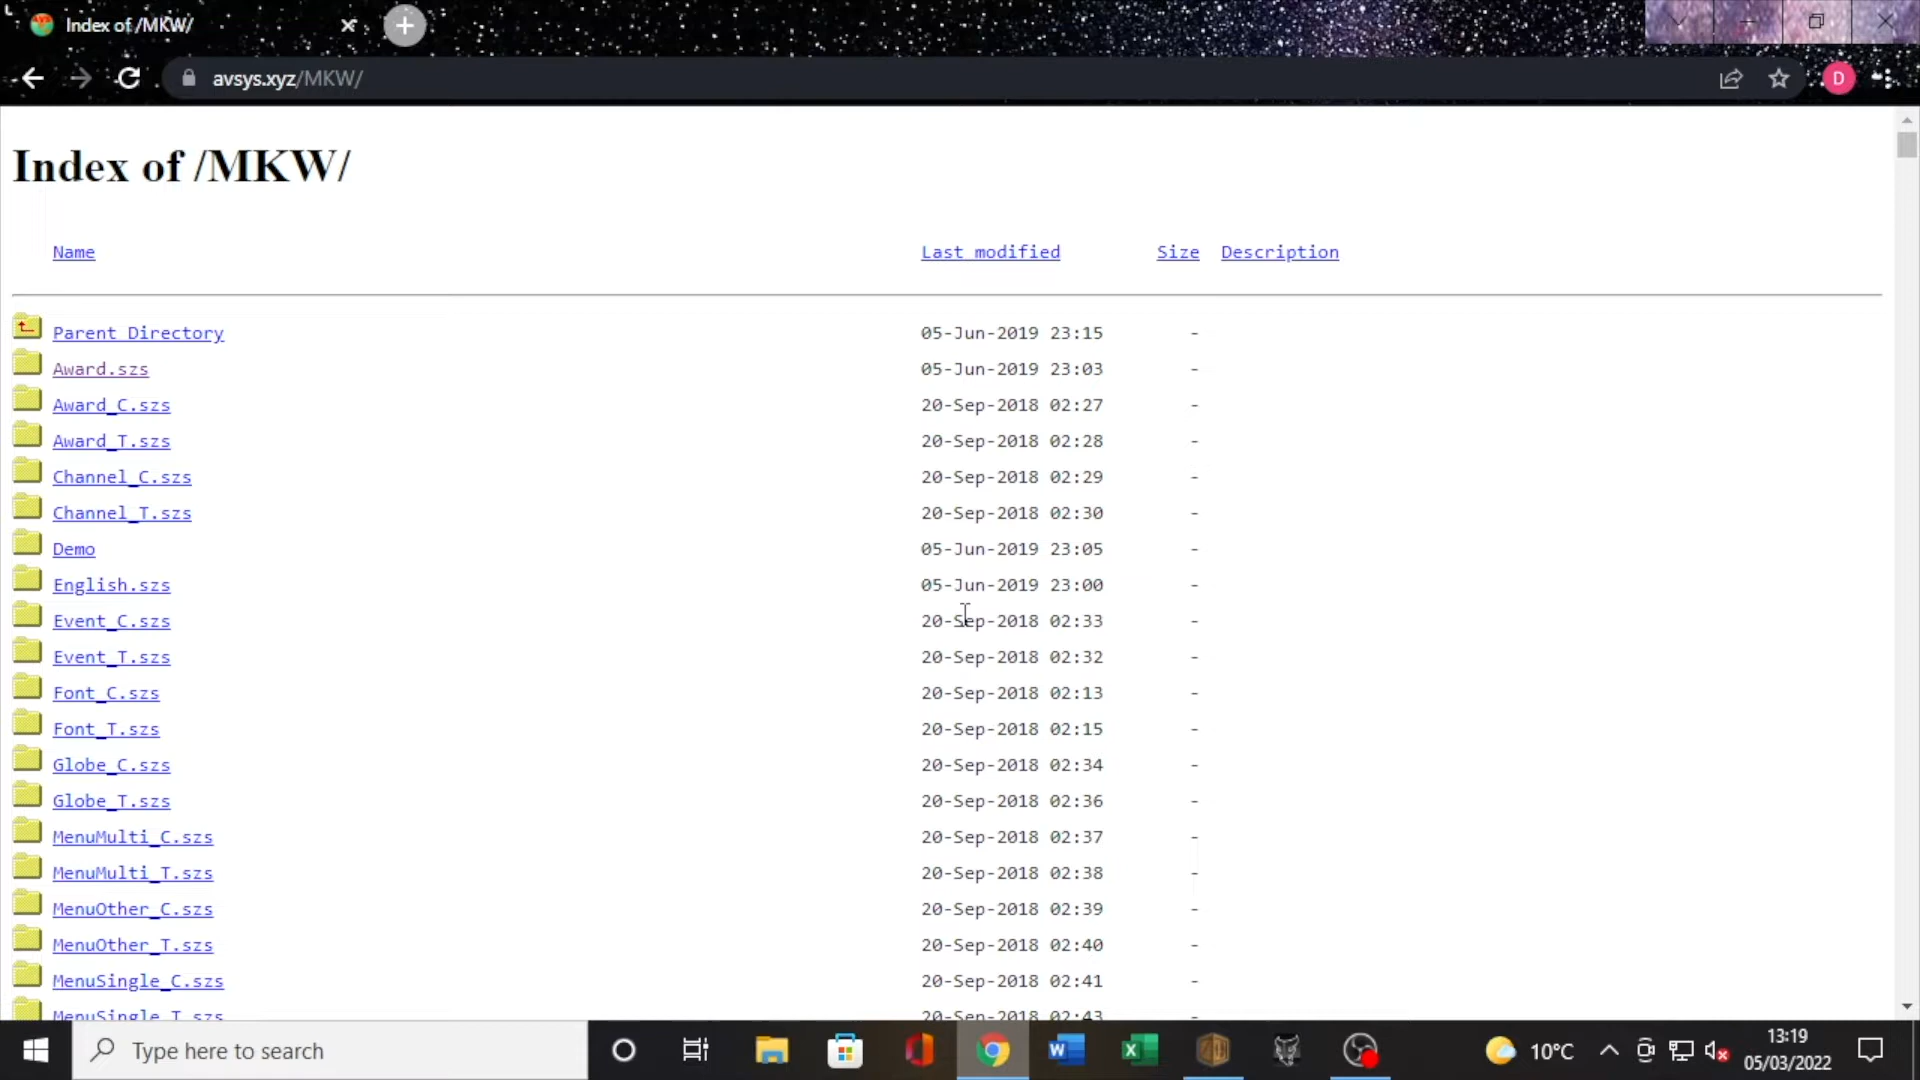 Index of /MKW/
avsys.xyz/MKW/
D
Index of /MKW/
Name Last modified Size Description
Parent Directory 05-Jun-2019 23:15 -
Award.szs 05-Jun-2019 23:03 -
Award_C.szs 20-Sep-2018 02:27 -
Award_T.szs 20-Sep-2018 02:28 -
Channel_C.szs 20-Sep-2018 02:29 -
Channel_T.szs 20-Sep-2018 02:30 -
Demo 05-Jun-2019 23:05 -
English.szs 05-Jun-2019 23:00 -
Event_C.szs 20-Sep-2018 02:33 -
Event_T.szs 20-Sep-2018 02:32 -
Font_C.szs 20-Sep-2018 02:13 -
Font_T.szs 20-Sep-2018 02:15 -
Globe_C.szs 20-Sep-2018 02:34 -
Globe_T.szs 20-Sep-2018 02:36 -
MenuMulti_C.szs 20-Sep-2018 02:37 -
MenuMulti_T.szs 20-Sep-2018 02:38 -
MenuOther_C.szs 20-Sep-2018 02:39 -
MenuOther_T.szs 20-Sep-2018 02:40 -
MenuSingle_C.szs 20-Sep-2018 02:41 -
MenuSingle_T.szs 20-Sep-2018 02:43 -
Type here to search
W
X
10°C
13:19
05/03/2022